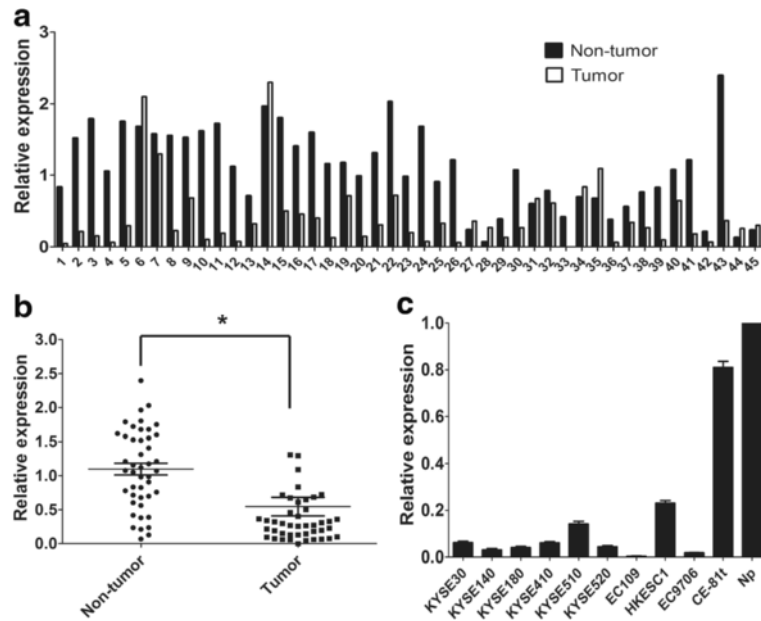 a
Relative expression
3
2
1
0
Non-tumor
Tumor
1 2 3 4 5 6 7 8 9 10 11 12 13 14 15 16 17 18 19 20 21 22 23 24 25 26 27 28 29 30 31 32 33 34 35 36 37 38 39 40 41 42 43 44 45
b
Relative expression
3.0
2.5
2.0
1.5
1.0
0.5
0.0
*
Non-tumor
Tumor
c
Relative expression
1.0
0.8
0.6
0.4
0.2
0.0
KYSE30
KYSE140
KYSE180
KYSE410
KYSE510
KYSE520
EC109
HKESC1
EC9706
CE-81t
Np